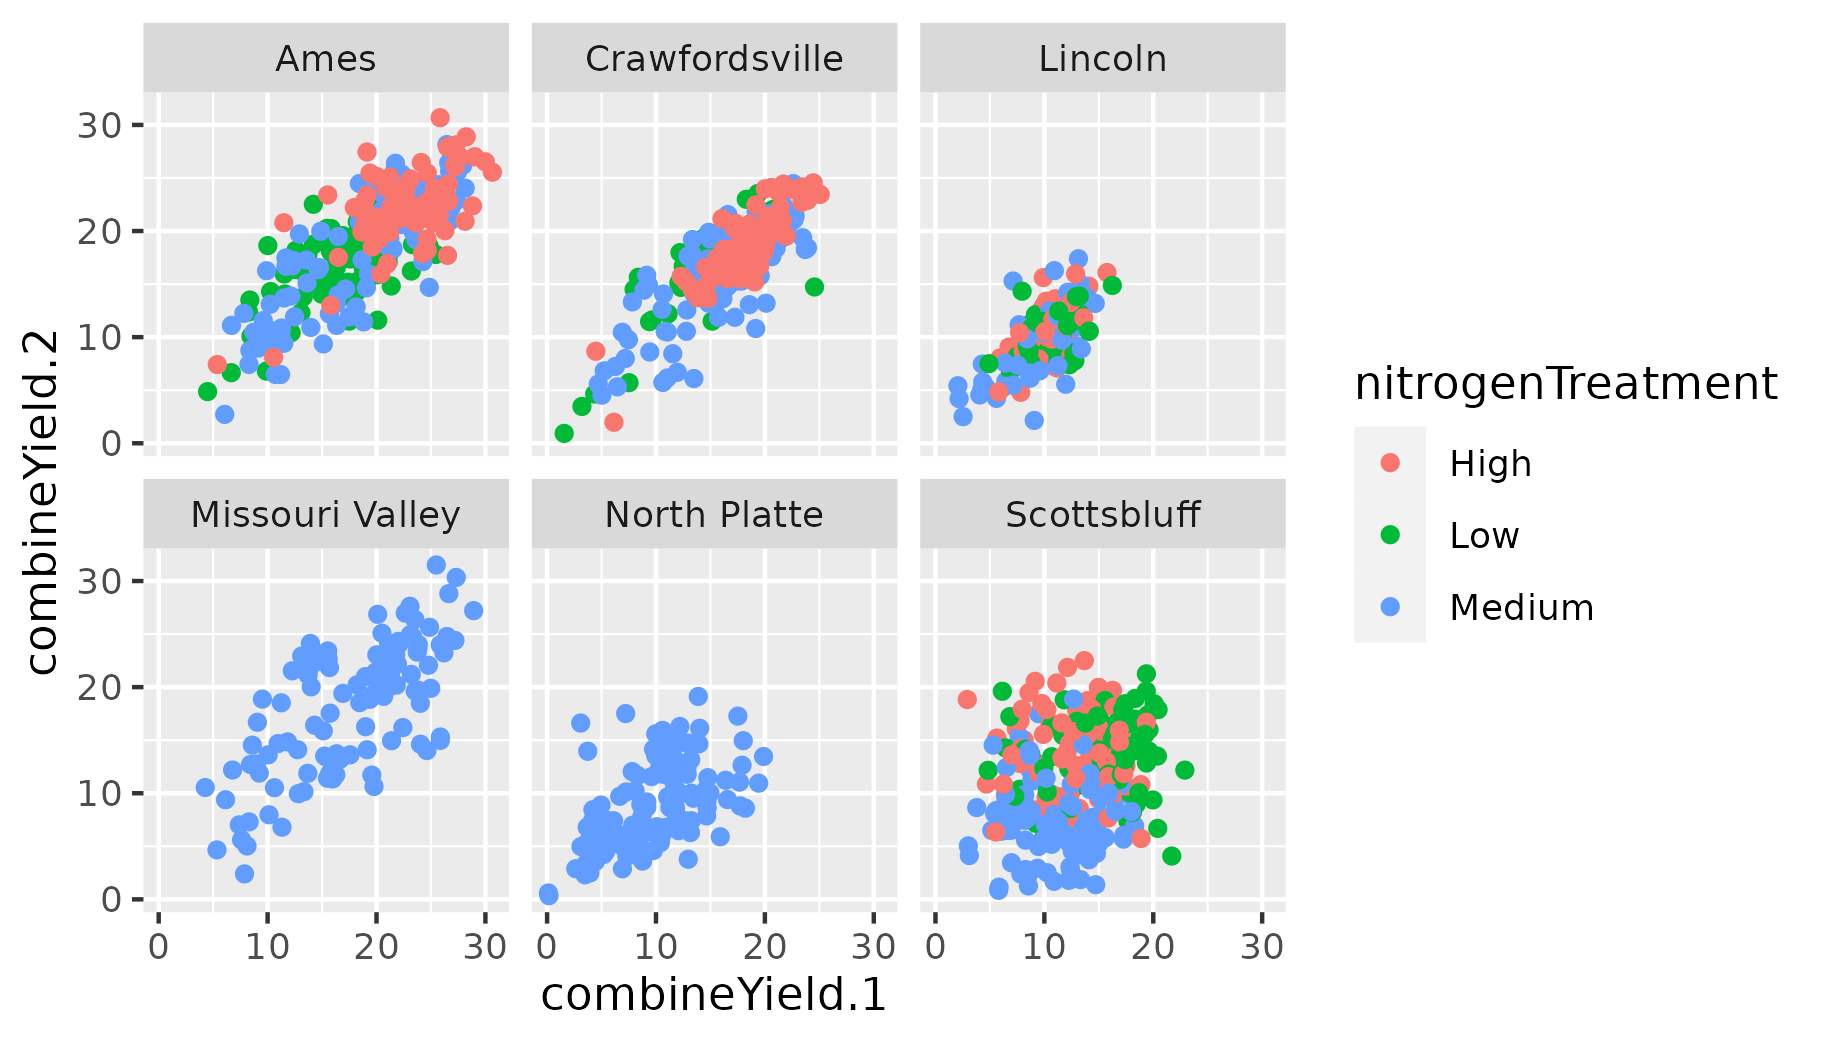 Ames Crawfordsville Lincoln
30
20
10
0
Missouri Valley North Platte Scottsbluff
30
20
10
0
0 10 20 30 0 10 20 30 0 10 20 30
combineYield.1
combineYield.2
nitrogenTreatment
High
Low
Medium